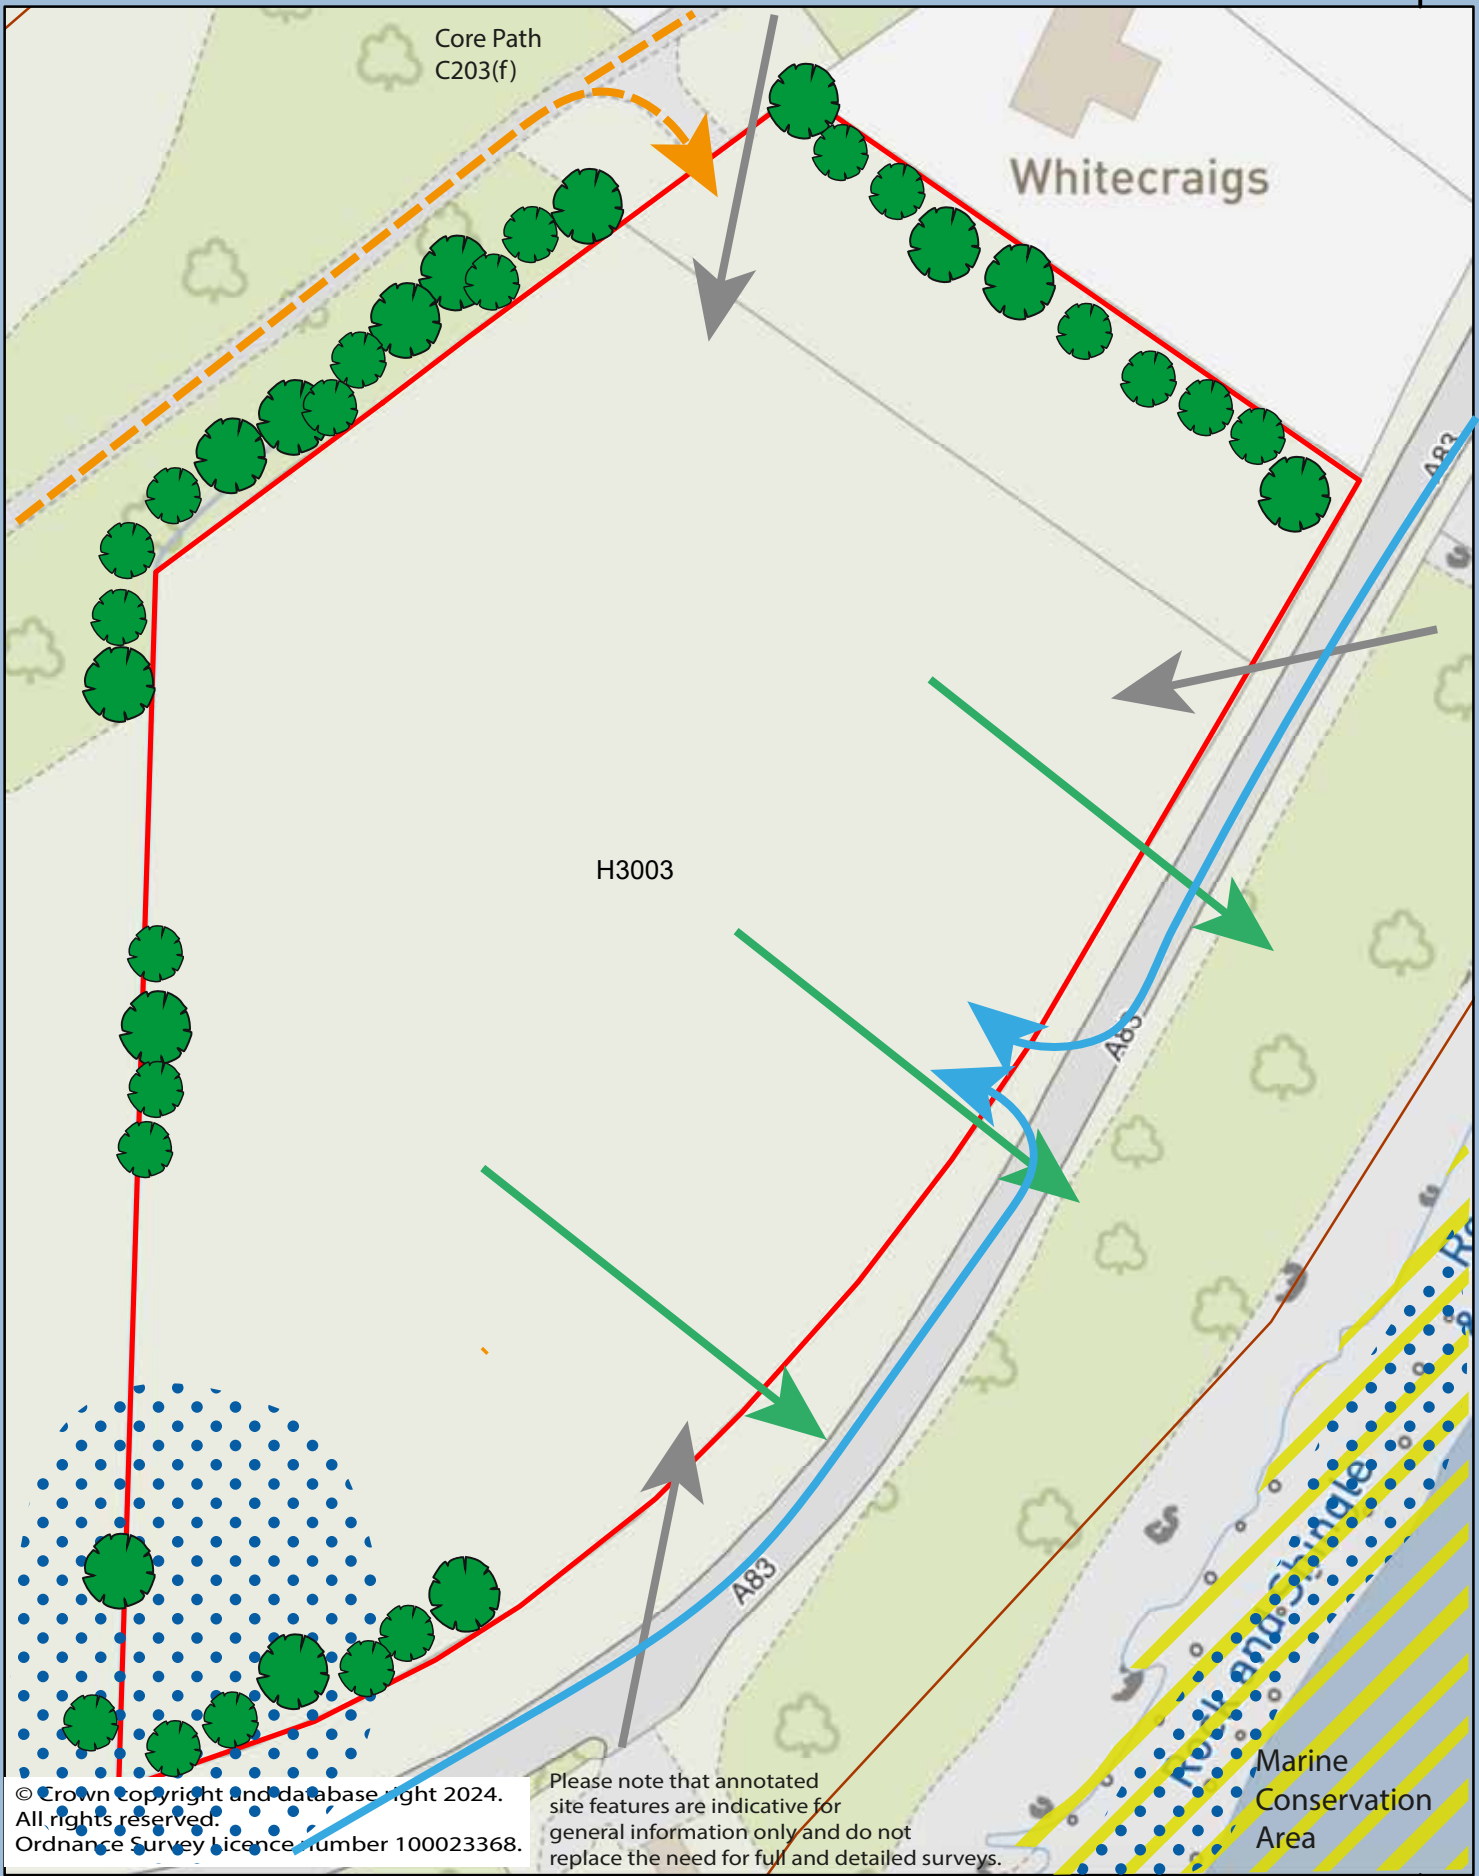 Core Path
C203(f)
Whitecraigs
A83
H3003
A83
A83
Rock and Shingle
Marine
Conservation
Area
© Crown copyright and database right 2024.
All rights reserved.
Ordnance Survey Licence number 100023368.
Please note that annotated
site features are indicative for
general information only and do not
replace the need for full and detailed surveys.